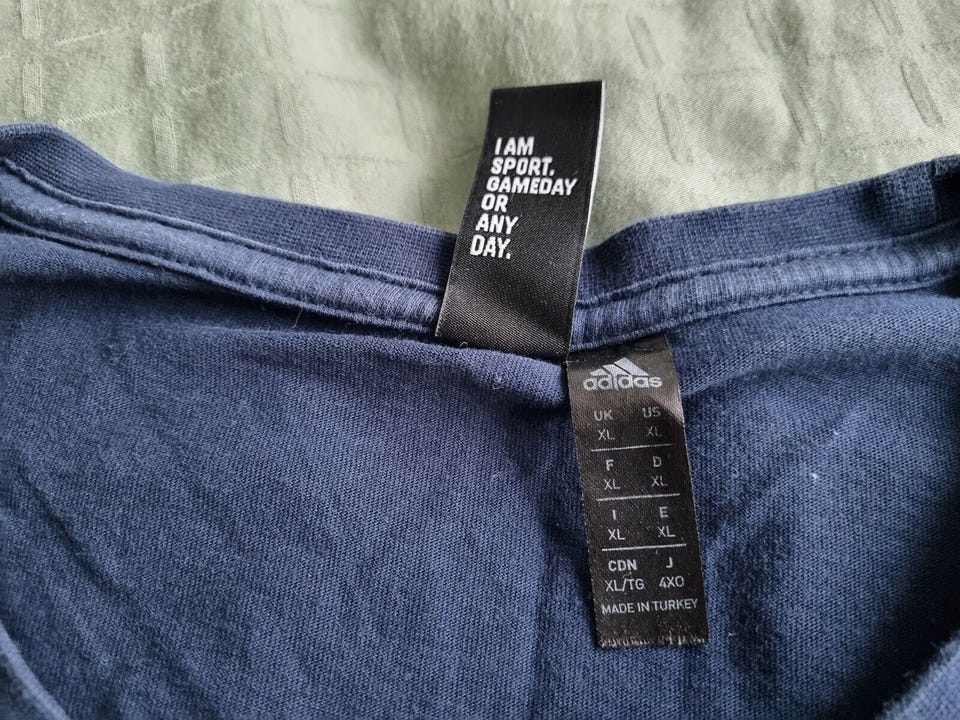 I AM
SPORT.
GAMEDAY
OR
ANY
DAY.
adidas
UK US
XL XL
F D
XL XL
I E
XL XL
CDN J
XL/TG 4XO
MADE IN TURKEY